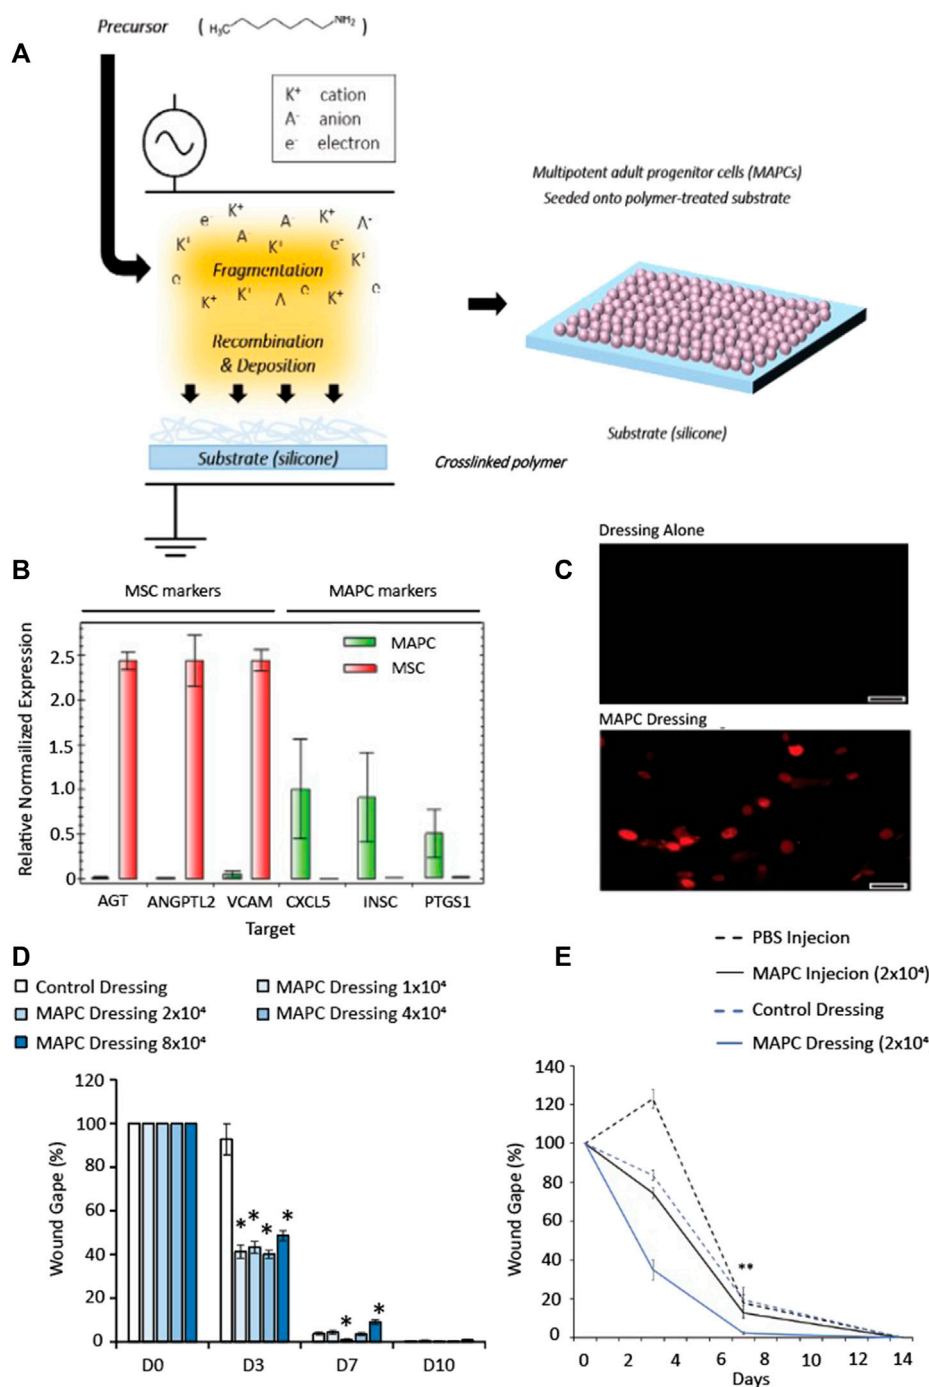 Precursor
( H₃C NH₂ )
A
K⁺ cation
A⁻ anion
e⁻ electron
Multipotent adult progenitor cells (MAPCs)
Seeded onto polymer-treated substrate
e⁻ K⁺ A⁻ K⁺ A⁻
K⁺ A⁻ K⁺ e⁻ K⁺
Fragmentation
e K⁺ K⁺ A e K⁺ e
Recombination
& Deposition
Substrate (silicone)
Crosslinked polymer
Substrate (silicone)
B
MSC markers
MAPC markers
MAPC
MSC
Relative Normailized Expression
2.5
2.0
1.5
1.0
0.5
0
AGT ANGPTL2 VCAM CXCL5 INSC PTGS1
Target
C
Dressing Alone
MAPC Dressing
D
Control Dressing
MAPC Dressing 1x10⁴
MAPC Dressing 2x10⁴
MAPC Dressing 4x10⁴
MAPC Dressing 8x10⁴
Wound Gape (%)
120
100
80
60
40
20
0
* * * *
* *
D0 D3 D7 D10
E
PBS Injecion
MAPC Injection (2x10⁴)
Control Dressing
MAPC Dressing (2x10⁴
Wound Gape (%)
140
120
100
80
60
40
20
0
**
0 2 4 6 8 10 12 14
Days